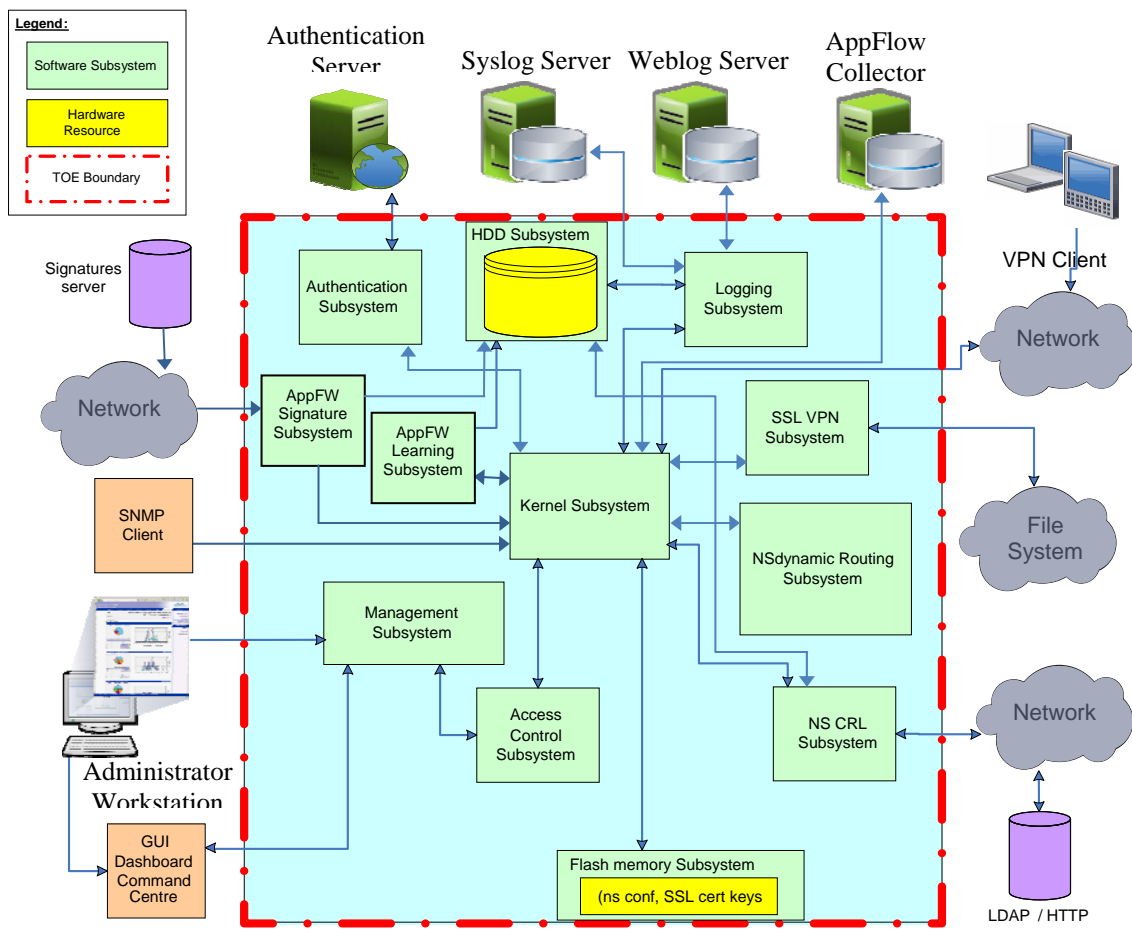 Legend:
Software Subsystem
Hardware
Resource
TOE Boundary
Authentication
Server
Syslog Server
Weblog Server
AppFlow
Collector
Signatures
server
VPN Client
HDD Subsystem
Authentication
Subsystem
Logging
Subsystem
Network
Network
AppFW
Signature
Subsystem
AppFW
Learning
Subsystem
SSL VPN
Subsystem
Kernel Subsystem
SNMP
Client
File
System
NSdynamic Routing
Subsystem
Management
Subsystem
Access
Control
Subsystem
NS CRL
Subsystem
Network
Administrator
Workstation
GUI
Dashboard
Command
Centre
Flash memory Subsystem
(ns conf, SSL cert keys
LDAP / HTTP